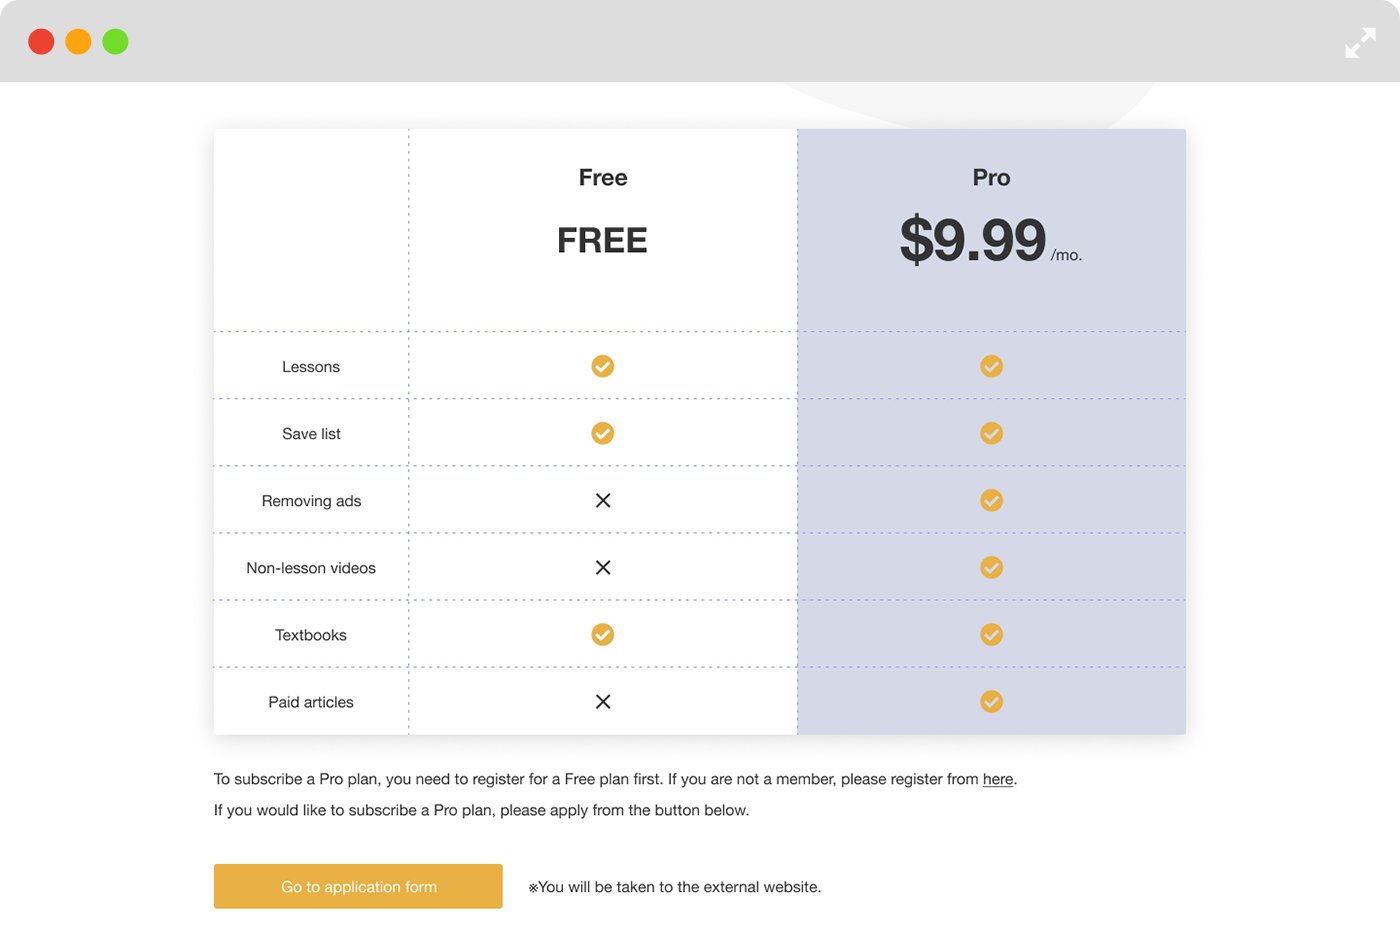 Free
Pro
FREE
$9.99 /mo.
Lessons
Save list
Removing ads
Non-lesson videos
Textbooks
Paid articles
To subscribe a Pro plan, you need to register for a Free plan first. If you are not a member, please register from here.
If you would like to subscribe a Pro plan, please apply from the button below.
Go to application form
※You will be taken to the external website.